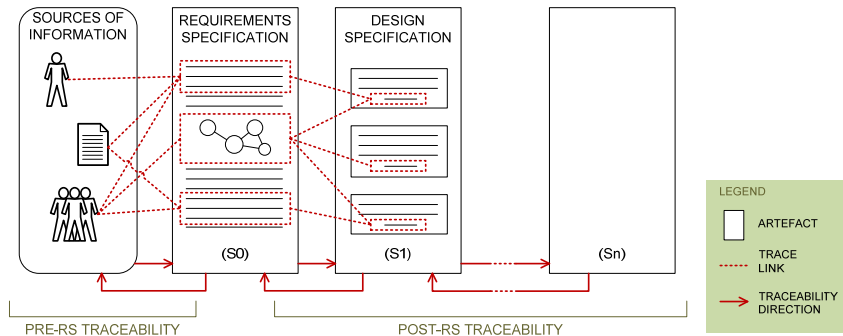 SOURCES OF
INFORMATION
REQUIREMENTS
SPECIFICATION
DESIGN
SPECIFICATION
(S0)
(S1)
(Sn)
PRE-RS TRACEABILITY
POST-RS TRACEABILITY
LEGEND
ARTEFACT
TRACE
LINK
TRACEABILITY
DIRECTION